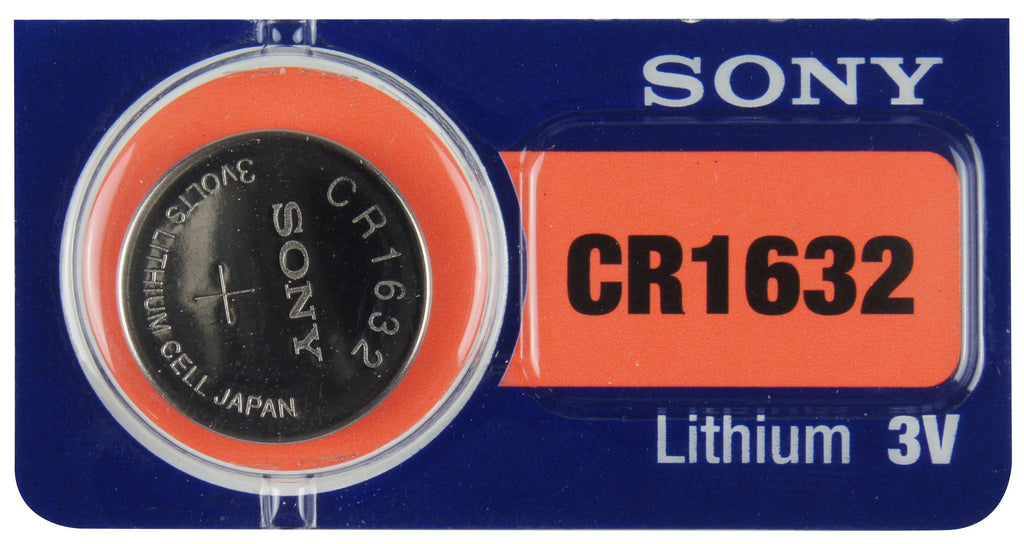 SONY
CR1632
Lithium 3V
CR1632
SONY
3VOLTS LITHIUM CELL JAPAN
+